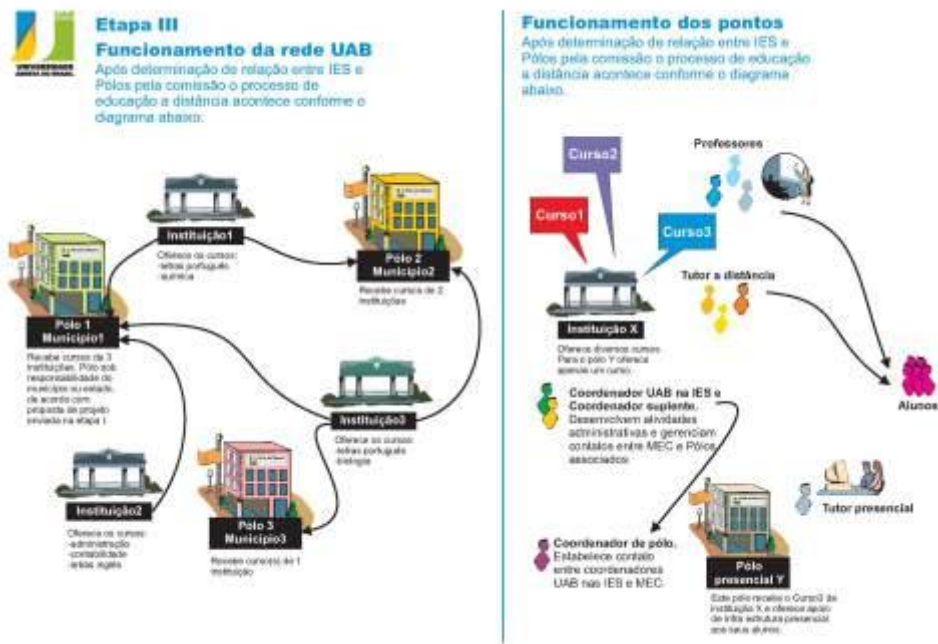 UNIVERSIDADE
ABERTA DO BRASIL
Etapa III
Funcionamento da rede UAB
Após determinação de relação entre IES e
Pólos pela comissão o processo de
educação a distância acontece conforme o
diagrama abaixo.
Instituição1
Oferece os cursos:
-letras português
-química
Pólo 2
Município2
Recebe cursos de 2
instituições
Pólo 1
Município1
Recebe cursos de 3
instituições. Pólo sob
responsabilidade do
município ou estado,
de acordo com
proposta de projeto
enviada na etapa I.
Instituição3
Oferece os cursos:
-letras português
-biologia
Instituição2
Oferece os cursos:
-administração
-contabilidade
-letras inglês
Pólo 3
Município3
Recebe curso(s) de 1
instituição
Funcionamento dos pontos
Após determinação de relação entre IES e
Pólos pela comissão o processo de educação
a distância acontece conforme o diagrama
abaixo.
Curso2
Curso1
Curso3
Professores
Tutor a distância
Instituição X
Oferece diversos cursos.
Para o pólo Y oferece
apenas um curso.
Alunos
Coordenador UAB na IES e
Coordenador suplente.
Desenvolvem atividades
administrativas e gerenciam
contatos entre MEC e Pólos
associados
Tutor presencial
Coordenador de pólo.
Estabelece contato
entre coordenadores
UAB nas IES e MEC.
Pólo
presencial Y
Este pólo recebe o Curso3 da
instituição X e oferece apoio
de infra estrutura presencial
aos seus alunos.